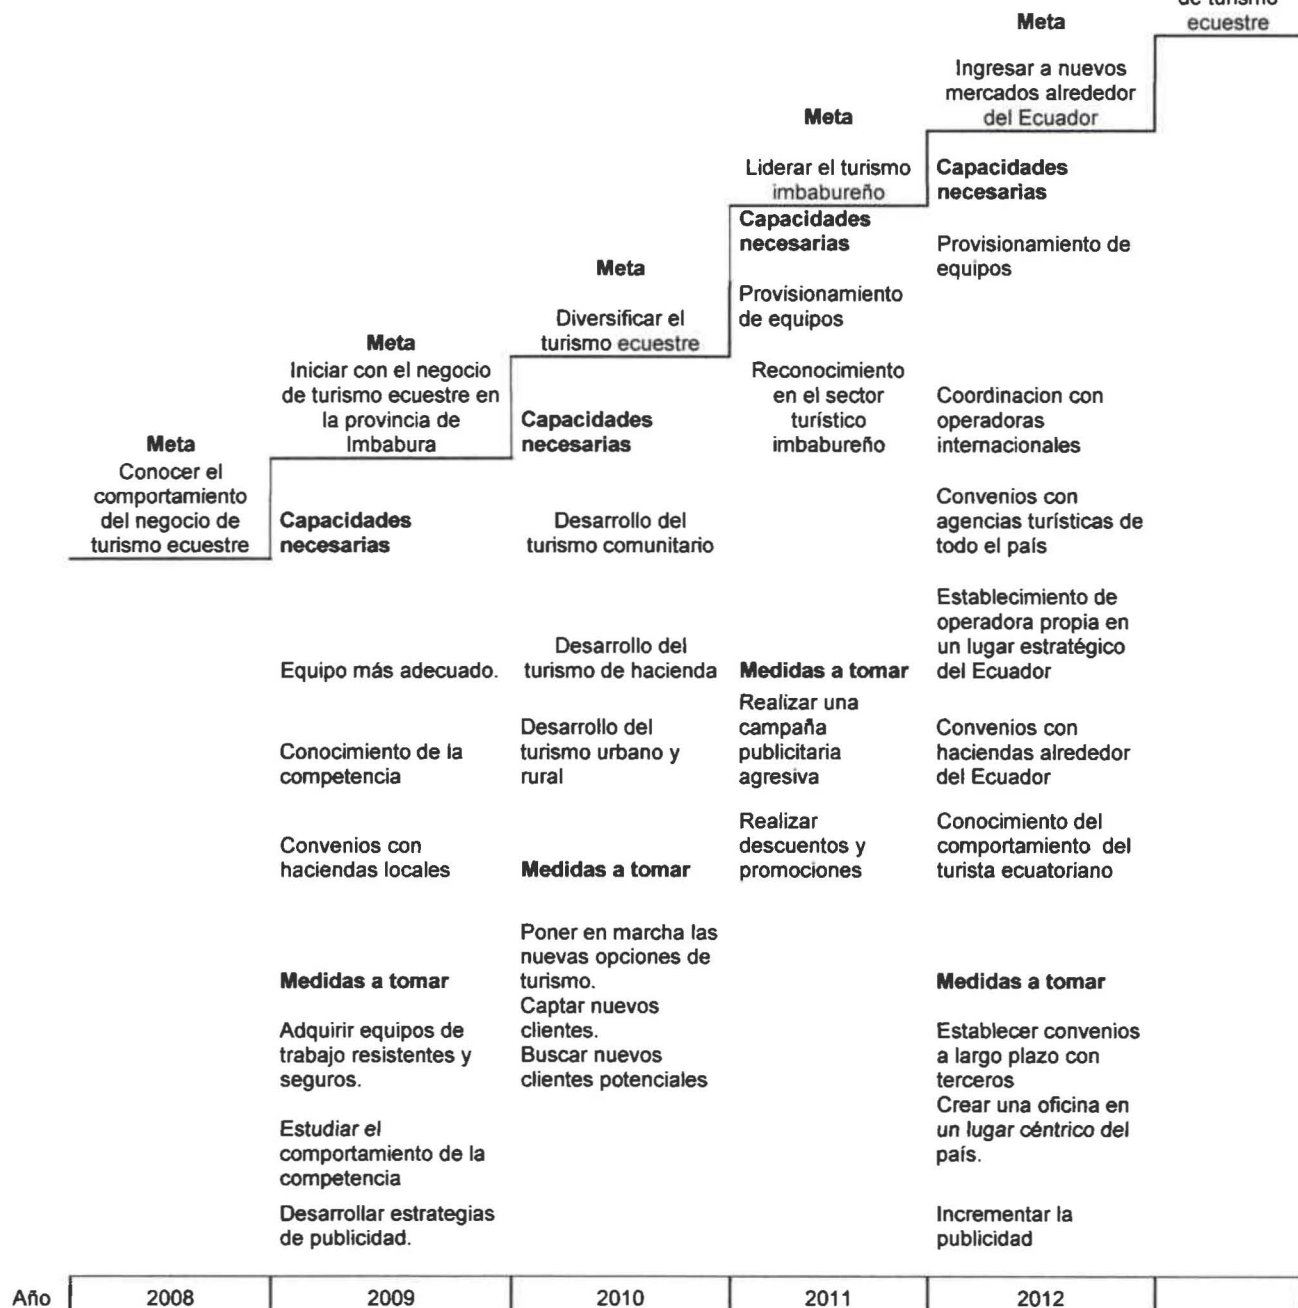 de turismo
ecuestre
Meta
Ingresar a nuevos
mercados alrededor
del Ecuador
Capacidades
necesarias
Provisionamiento de
equipos
Coordinacion con
operadoras
internacionales
Convenios con
agencias turísticas de
todo el país
Establecimiento de
operadora propia en
un lugar estratégico
del Ecuador
Convenios con
haciendas alrededor
del Ecuador
Conocimiento del
comportamiento del
turista ecuatoriano
Medidas a tomar
Establecer convenios
a largo plazo con
terceros
Crear una oficina en
un lugar céntrico del
país.
Incrementar la
publicidad
Meta
Liderar el turismo
imbabureño
Capacidades
necesarias
Provisionamiento
de equipos
Reconocimiento
en el sector
turístico
imbabureño
Medidas a tomar
Realizar una
campaña
publicitaria
agresiva
Realizar
descuentos y
promociones
Meta
Diversificar el
turismo ecuestre
Capacidades
necesarias
Desarrollo del
turismo comunitario
Desarrollo del
turismo de hacienda
Desarrollo del
turismo urbano y
rural
Medidas a tomar
Poner en marcha las
nuevas opciones de
turismo.
Captar nuevos
clientes.
Buscar nuevos
clientes potenciales
Meta
Iniciar con el negocio
de turismo ecuestre en
la provincia de
Imbabura
Capacidades
necesarias
Equipo más adecuado.
Conocimiento de la
competencia
Convenios con
haciendas locales
Medidas a tomar
Adquirir equipos de
trabajo resistentes y
seguros.
Estudiar el
comportamiento de la
competencia
Desarrollar estrategias
de publicidad.
Meta
Conocer el
comportamiento
del negocio de
turismo ecuestre
Año 2008 2009 2010 2011 2012